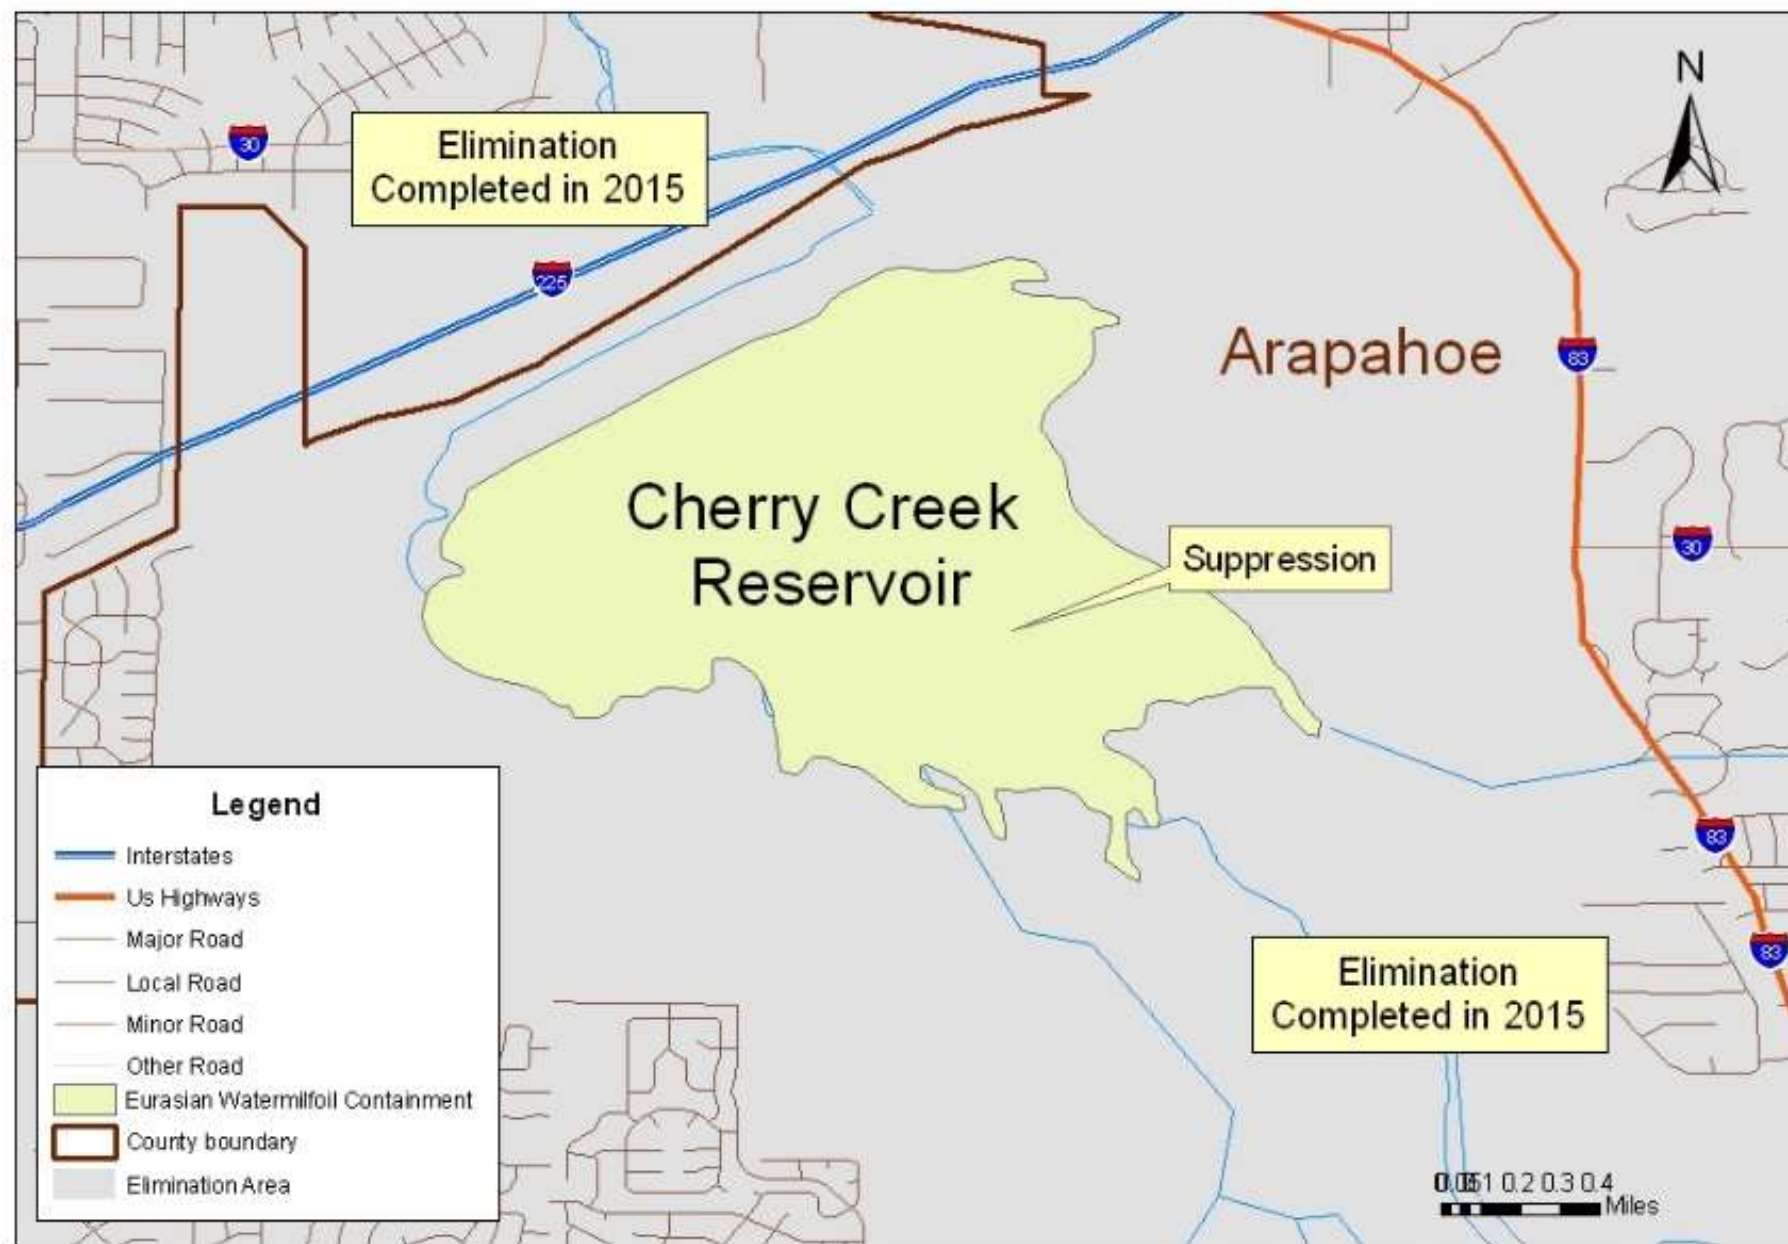 N
30
Elimination
Completed in 2015
225
Arapahoe
83
Cherry Creek
Reservoir
Suppression
30
Legend
Interstates
Us Highways
Major Road
Local Road
Minor Road
Other Road
Eurasian Watermilfoil Containment
County boundary
Elimination Area
83
83
Elimination
Completed in 2015
0.2 0.3 0.4
Miles